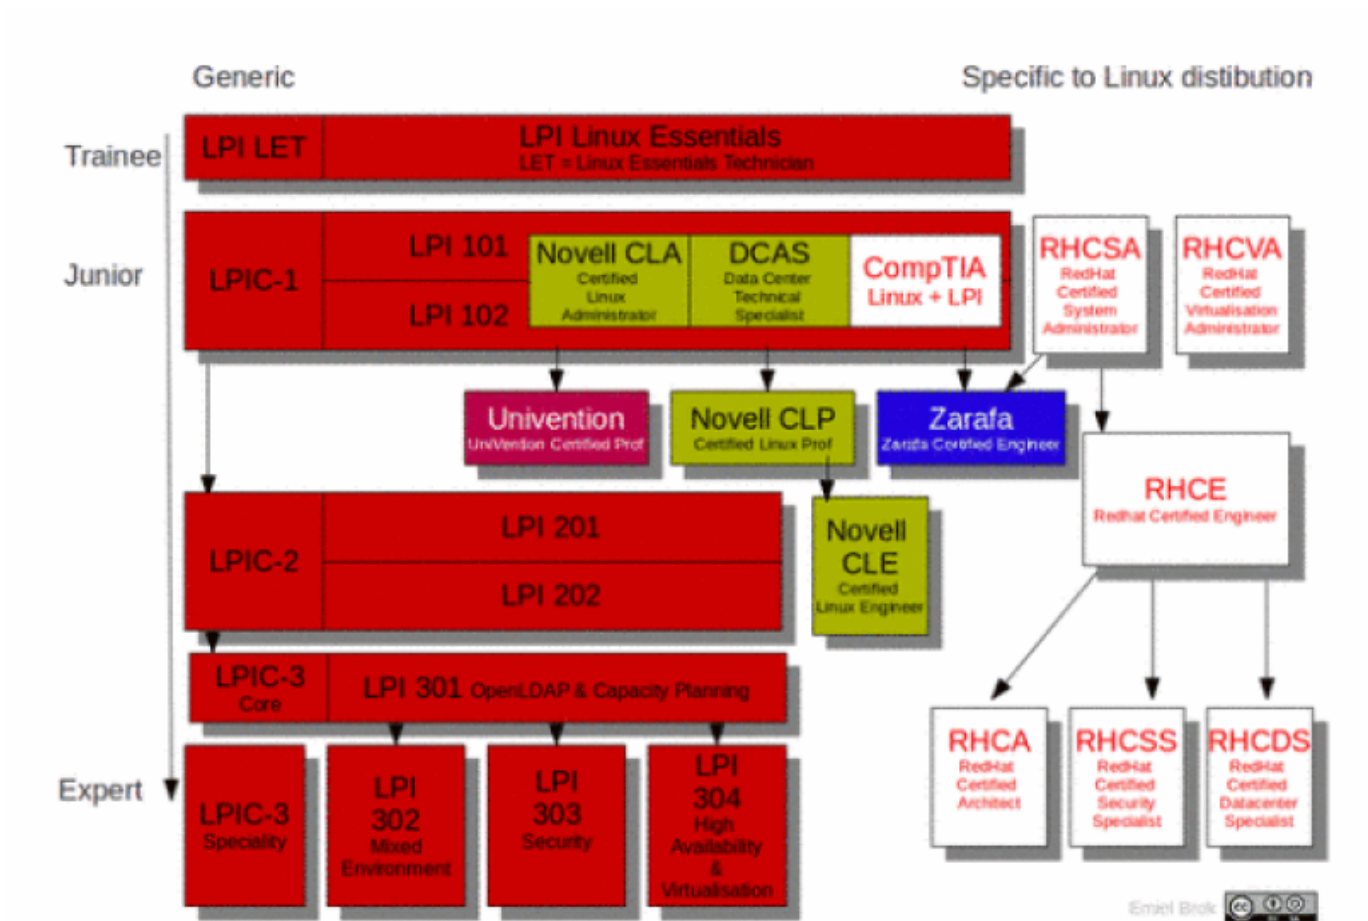 Generic
Specific to Linux distibution
Trainee
LPI LET
LPI Linux Essentials
LET = Linux Essentials Technician
Junior
LPIC-1
LPI 101
LPI 102
Novell CLA
Certified
Linux
Administrator
DCAS
Data Center
Technical
Specialist
CompTIA
Linux + LPI
RHCSA
RedHat
Certified
System
Administrator
RHCVA
RedHat
Certified
Virtualisation
Administrator
Univention
UniVention Certified Prof
Novell CLP
Certified Linux Prof
Zarafa
Zarafa Certified Engineer
RHCE
Redhat Certified Engineer
LPIC-2
LPI 201
LPI 202
Novell
CLE
Certified
Linux Engineer
LPIC-3
Core
LPI 301 OpenLDAP & Capacity Planning
Expert
LPIC-3
Speciality
LPI
302
Mixed
Environment
LPI
303
Security
LPI
304
High
Availability
&
Virtualisation
RHCA
RedHat
Certified
Architect
RHCSS
RedHat
Certified
Security
Specialist
RHCDS
RedHat
Certified
Datacenter
Specialist
Emiel Brok
cc